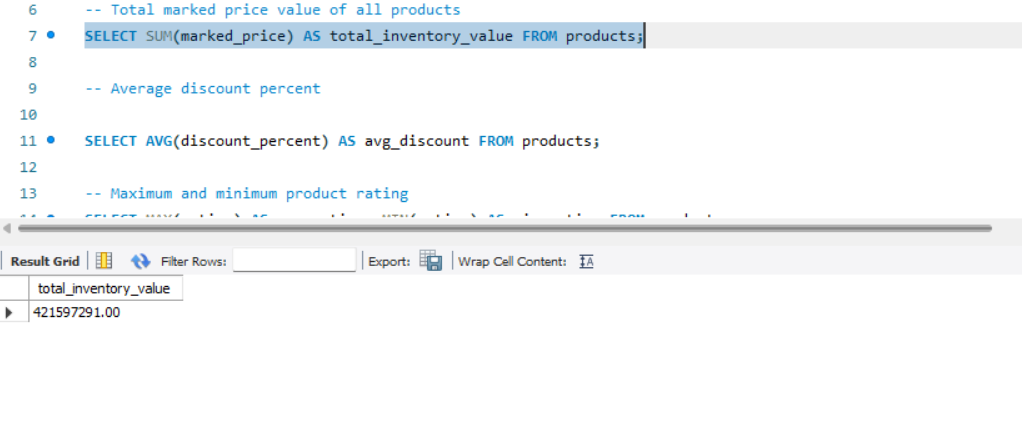 6 -- Total marked price value of all products
7 SELECT SUM(marked_price) AS total_inventory_value FROM products;
8
9 -- Average discount percent
10
11 SELECT AVG(discount_percent) AS avg_discount FROM products;
12
13 -- Maximum and minimum product rating
Result Grid Filter Rows: Export: Wrap Cell Content: IA
total_inventory_value
421597291.00